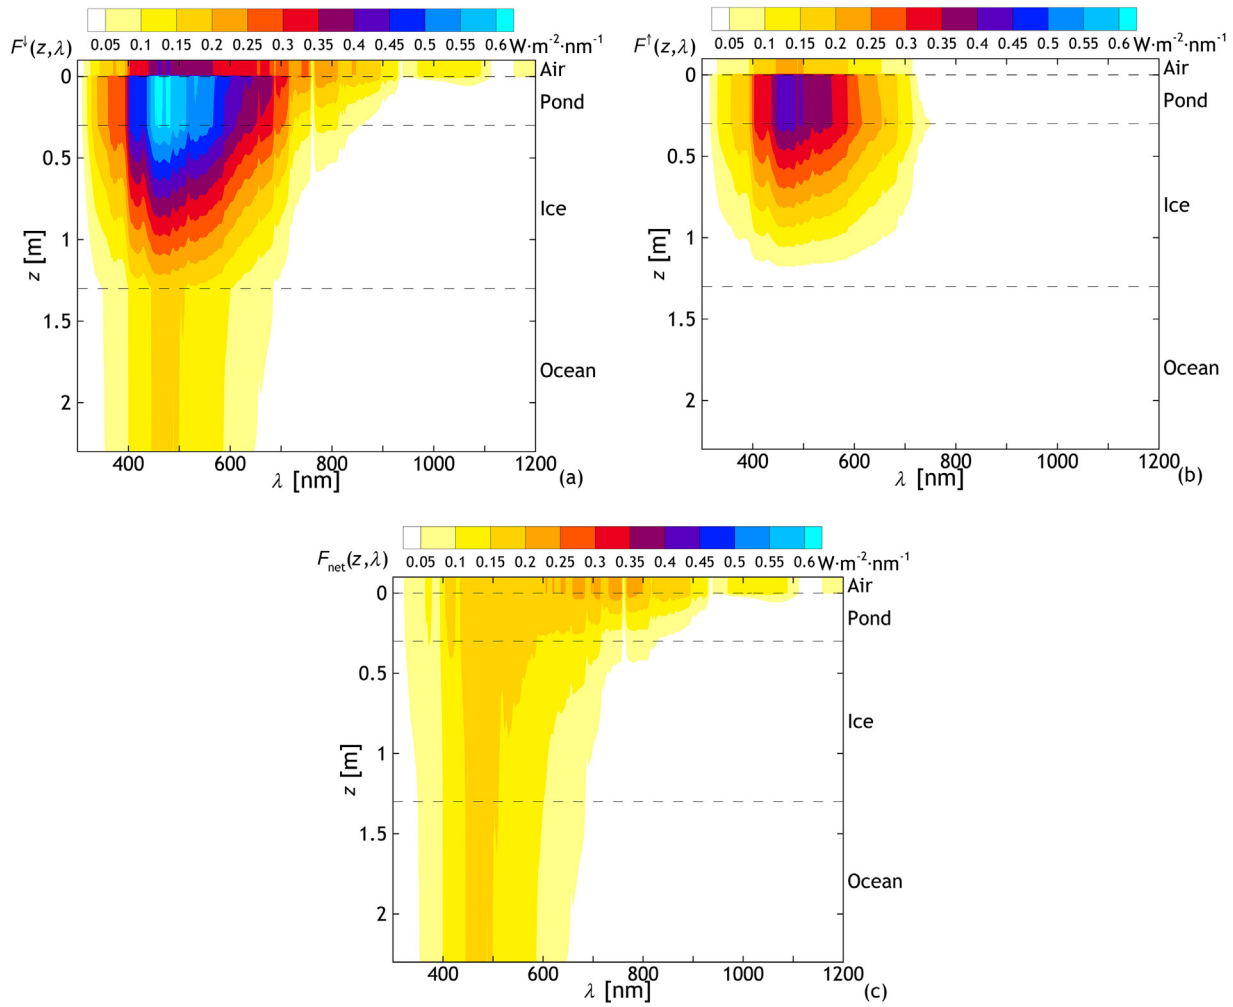 F↓(z,λ) 0.05 0.1 0.15 0.2 0.25 0.3 0.35 0.4 0.45 0.5 0.55 0.6 W·m⁻²·nm⁻¹
0
0.5
1
1.5
2
z [m]
Air
Pond
Ice
Ocean
400 600 800 1000 1200
λ [nm]
(a)
F↑(z,λ) 0.05 0.1 0.15 0.2 0.25 0.3 0.35 0.4 0.45 0.5 0.55 0.6 W·m⁻²·nm⁻¹
0
0.5
1
1.5
2
z [m]
Air
Pond
Ice
Ocean
400 600 800 1000 1200
λ [nm]
(b)
Fnet(z,λ) 0.05 0.1 0.15 0.2 0.25 0.3 0.35 0.4 0.45 0.5 0.55 0.6 W·m⁻²·nm⁻¹
0
0.5
1
1.5
2
z [m]
Air
Pond
Ice
Ocean
400 600 800 1000 1200
λ [nm]
(c)